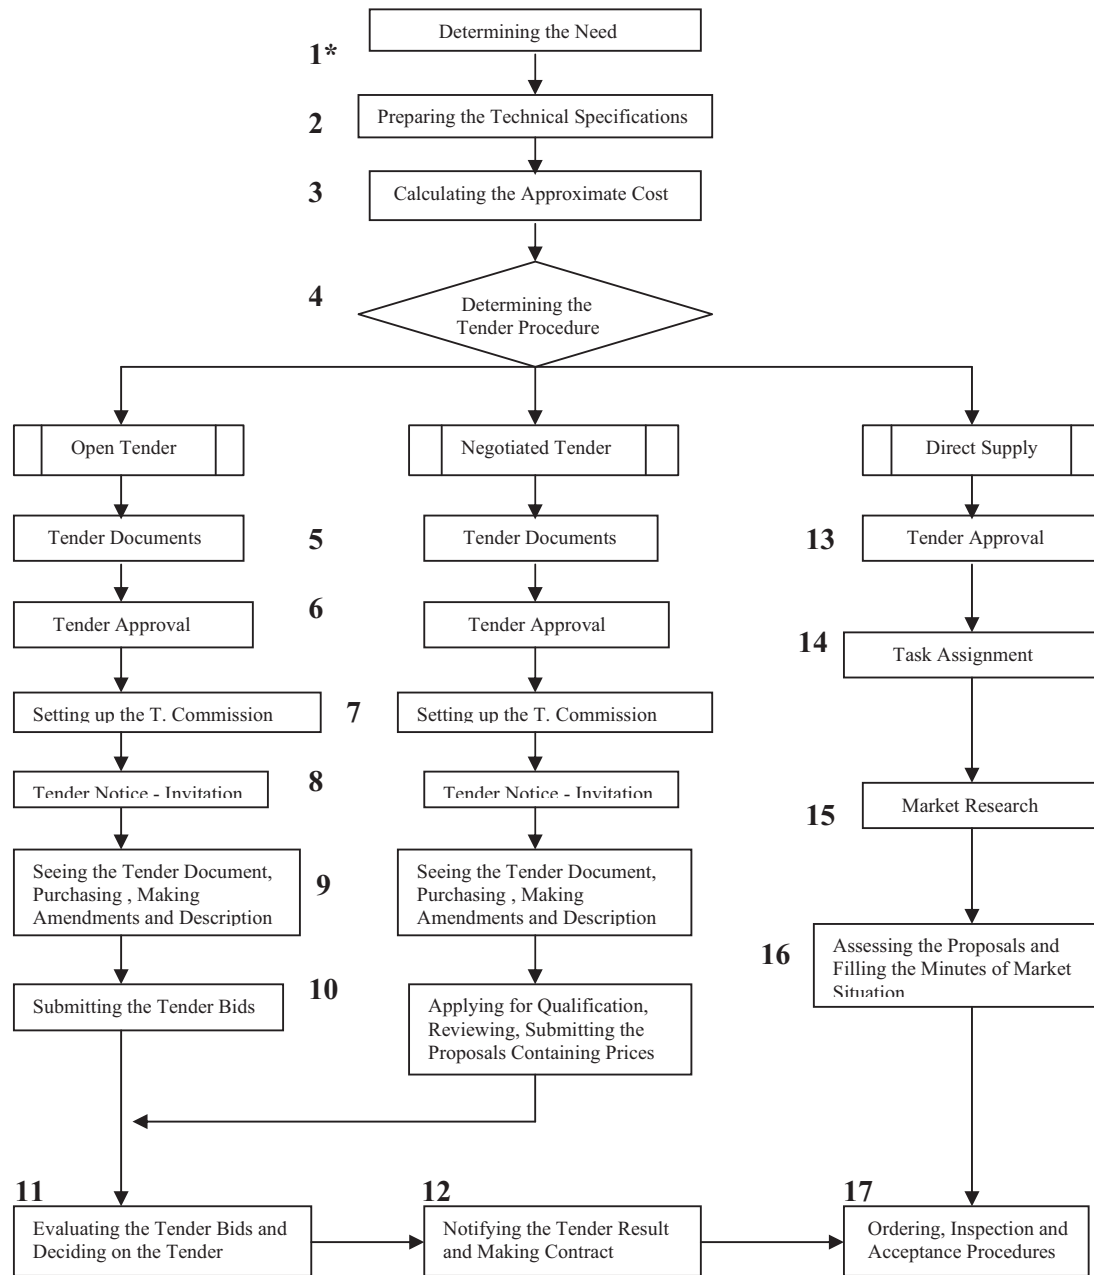 Determining the Need
1*
Preparing the Technical Specifications
2
Calculating the Approximate Cost
3
4
Determining the
Tender Procedure
Open Tender
Negotiated Tender
Direct Supply
Tender Documents
5
Tender Documents
13
Tender Approval
6
Tender Approval
Tender Approval
14
Task Assignment
Setting up the T. Commission
7
Setting up the T. Commission
8
Tender Notice - Invitation
Tender Notice - Invitation
15
Market Research
Seeing the Tender Document,
Purchasing , Making
Amendments and Description
9
Seeing the Tender Document,
Purchasing , Making
Amendments and Description
16
Assessing the Proposals and
Filling the Minutes of Market
Situation
Submitting the Tender Bids
10
Applying for Qualification,
Reviewing, Submitting the
Proposals Containing Prices
11
12
17
Evaluating the Tender Bids and
Deciding on the Tender
Notifying the Tender Result
and Making Contract
Ordering, Inspection and
Acceptance Procedures